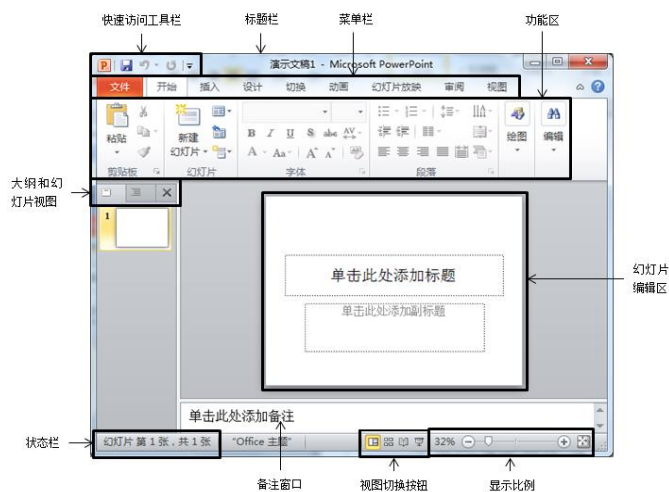 快速访问工具栏
标题栏
菜单栏
功能区
演示文稿1 - Microsoft PowerPoint
文件 开始 插入 设计 切换 动画 幻灯片放映 审阅 视图
粘贴 新建 绘图 编辑
幻灯片
B I U S abc AV
A Aa A A
剪贴板 幻灯片 字体 段落
大纲和幻
灯片视图
1
单击此处添加标题
单击此处添加副标题
幻灯片
编辑区
单击此处添加备注
状态栏
幻灯片 第 1 张，共 1 张 "Office 主题" 32%
备注窗口
视图切换按钮
显示比例